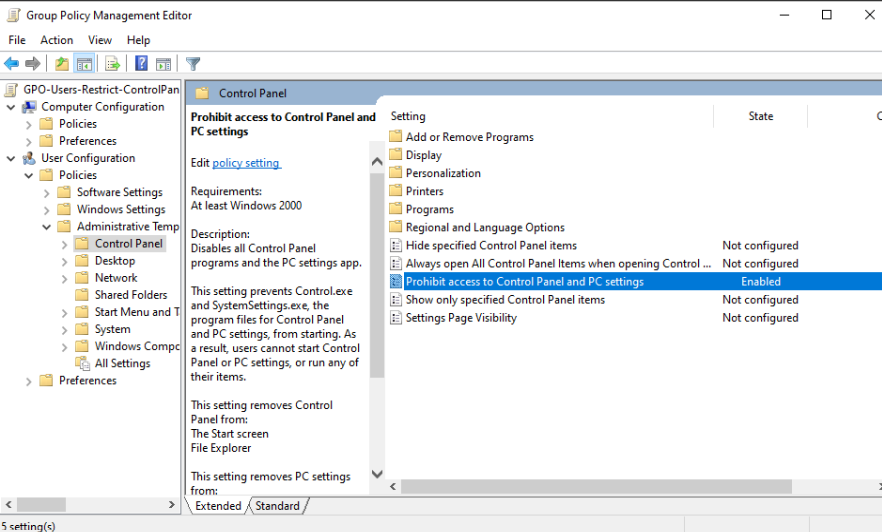 Group Policy Management Editor
File Action View Help
GPO-Users-Restrict-ControlPan
Computer Configuration
Policies
Preferences
User Configuration
Policies
Software Settings
Windows Settings
Administrative Temp
Control Panel
Desktop
Network
Shared Folders
Start Menu and T
System
Windows Compc
All Settings
Preferences
Control Panel
Prohibit access to Control Panel and
PC settings
Edit policy setting
Requirements:
At least Windows 2000
Description:
Disables all Control Panel
programs and the PC settings app.
This setting prevents Control.exe
and SystemSettings.exe, the
program files for Control Panel
and PC settings, from starting. As
a result, users cannot start Control
Panel or PC settings, or run any of
their items.
This setting removes Control
Panel from:
The Start screen
File Explorer
This setting removes PC settings
from:
Setting State
Add or Remove Programs
Display
Personalization
Printers
Programs
Regional and Language Options
Hide specified Control Panel items Not configured
Always open All Control Panel Items when opening Control ... Not configured
Prohibit access to Control Panel and PC settings Enabled
Show only specified Control Panel items Not configured
Settings Page Visibility Not configured
Extended Standard
5 setting(s)